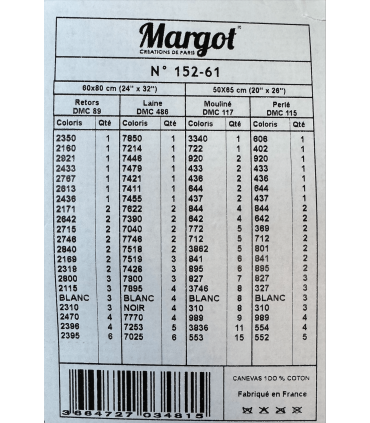 Margot®
CREATIONS DE PARIS
N° 152-61
60x80 cm (24" x 32") 50X65 cm (20" x 26")
Retors Laine Mouliné Perlé
DMC 89 DMC 486 DMC 117 DMC 115
Coloris Qté Coloris Qté Coloris Qté Coloris Qté
2350 1 7850 1 3340 1 606 1
2160 1 7214 1 722 1 402 1
2921 1 7446 1 920 2 920 1
2433 1 7479 1 433 2 433 1
2767 1 7421 1 436 2 436 1
2613 1 7411 1 644 2 644 1
2436 1 7455 1 437 2 437 1
2171 2 7622 2 844 4 844 2
2642 2 7390 2 642 4 642 2
2715 2 7040 2 772 5 369 2
2746 2 7746 2 712 5 712 2
2840 2 7518 2 3862 5 801 2
2169 2 7519 3 841 6 841 2
2319 2 7428 3 895 6 895 2
2800 3 7900 3 827 7 827 3
2115 3 7895 4 3746 8 327 3
BLANC 3 BLANC 4 BLANC 8 BLANC 3
2310 3 NOIR 4 310 8 310 3
2470 4 7770 4 989 9 989 4
2396 4 7253 5 3836 11 554 4
2395 6 7025 6 553 15 552 5
CANEVAS 100 % COTON
Fabriqué en France
3 664727 034815